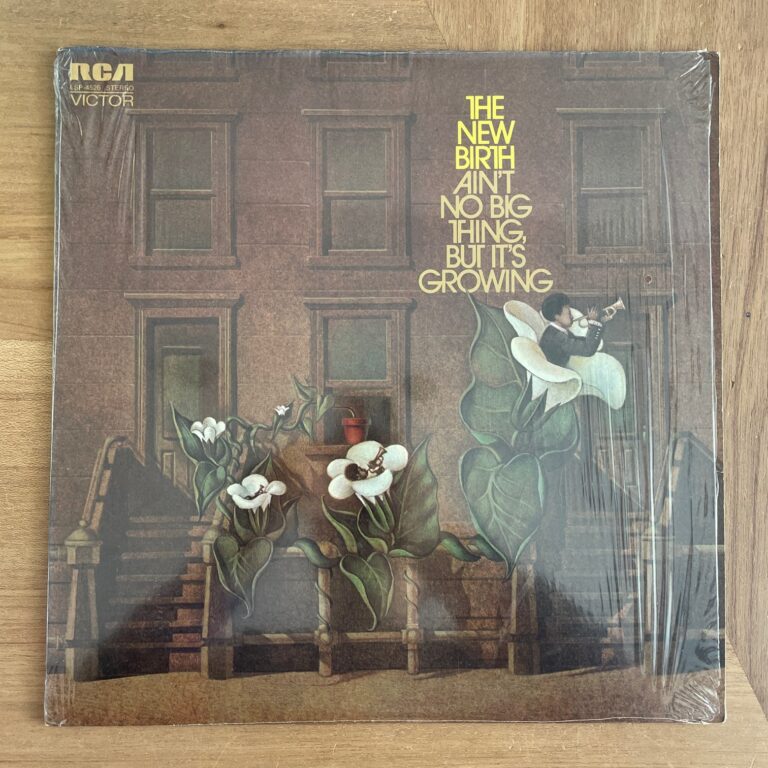 RCA
LSP-4526 STEREO
VICTOR
THE
NEW
BIRTH
AIN'T
NO BIG
THING,
BUT IT'S
GROWING